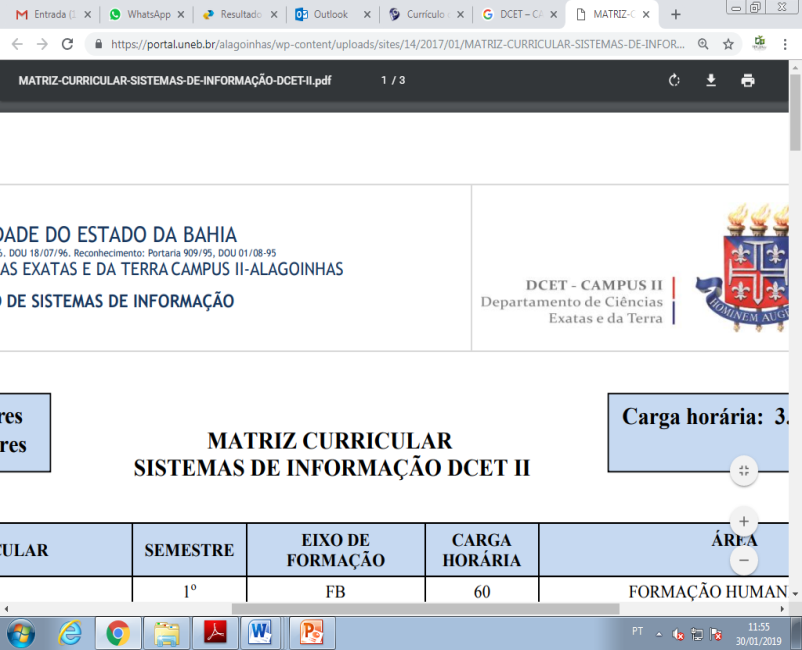 Entrada (1
WhatsApp
Resultado
Outlook
Currículo
DCET – CA
MATRIZ-C
https://portal.uneb.br/alagoinhas/wp-content/uploads/sites/14/2017/01/MATRIZ-CURRICULAR-SISTEMAS-DE-INFOR...
MATRIZ-CURRICULAR-SISTEMAS-DE-INFORMAÇÃO-DCET-II.pdf 1 / 3
DADE DO ESTADO DA BAHIA
6. DOU 18/07/96. Reconhecimento: Portaria 909/95, DOU 01/08-95
AS EXATAS E DA TERRA CAMPUS II-ALAGOINHAS
O DE SISTEMAS DE INFORMAÇÃO
DCET - CAMPUS II
Departamento de Ciências
Exatas e da Terra
HOMINEM AUG
res
res
MATRIZ CURRICULAR
SISTEMAS DE INFORMAÇÃO DCET II
Carga horária: 3.
ULAR SEMESTRE EIXO DE FORMAÇÃO CARGA HORÁRIA ÁREA
1º FB 60 FORMAÇÃO HUMAN
PT
11:55
30/01/2019